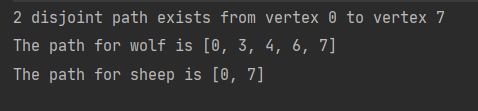 2 disjoint path exists from vertex 0 to vertex 7
The path for wolf is [0, 3, 4, 6, 7]
The path for sheep is [0, 7]